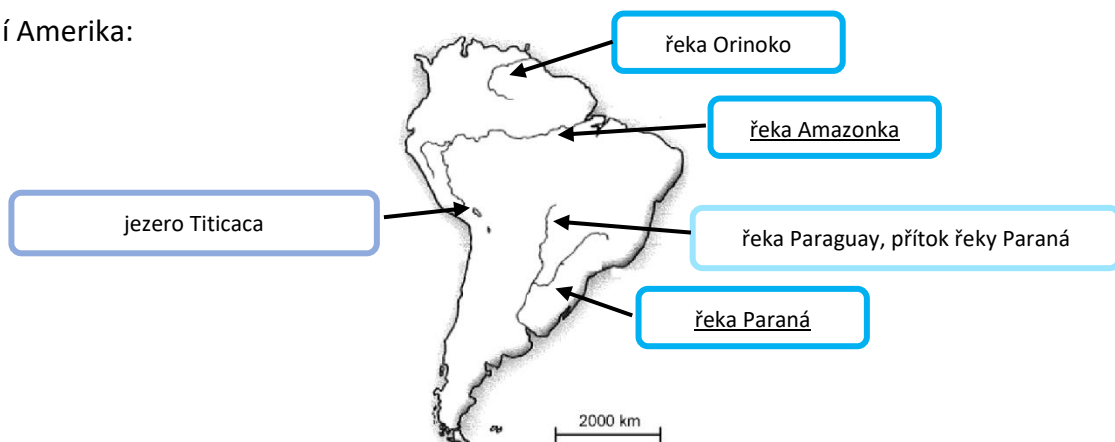 í Amerika:
řeka Orinoko
řeka Amazonka
jezero Titicaca
řeka Paraguay, přítok řeky Paraná
řeka Paraná
2000 km